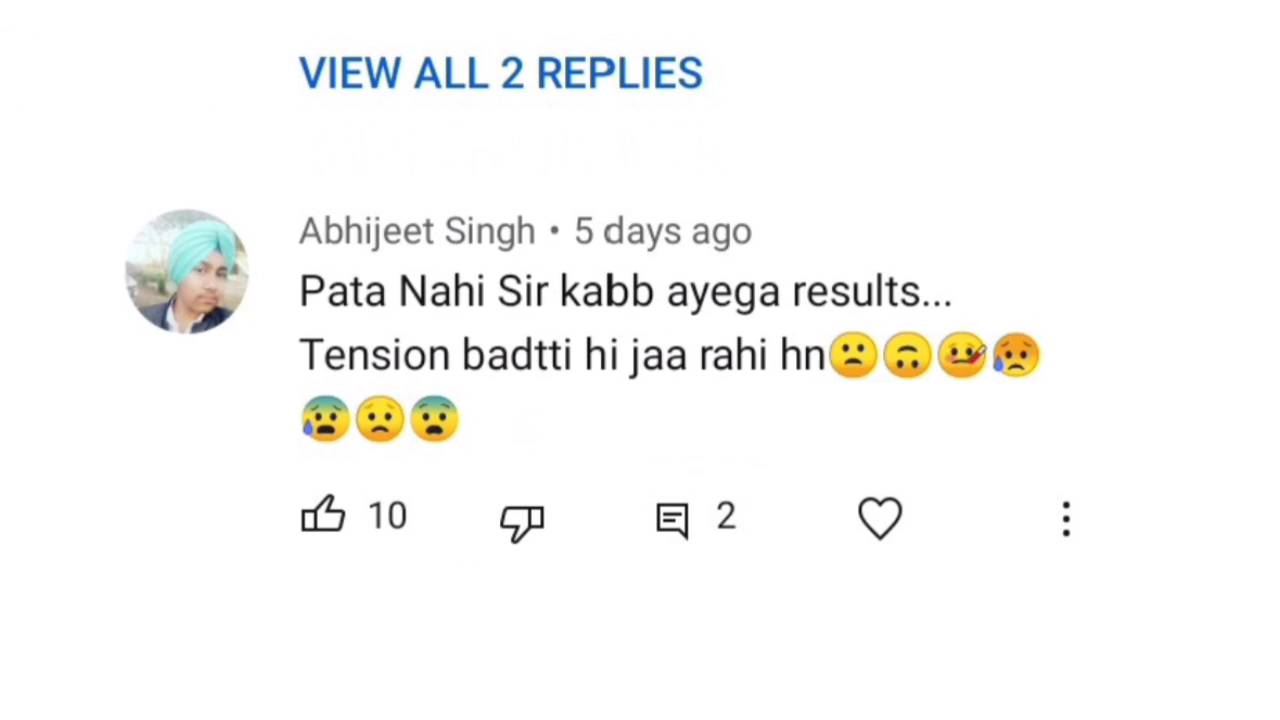 VIEW ALL 2 REPLIES
Abhijeet Singh • 5 days ago
Pata Nahi Sir kabb ayega results...
Tension badtti hi jaa rahi hn🙁🙃🤒😥
😰😟😨
10 2